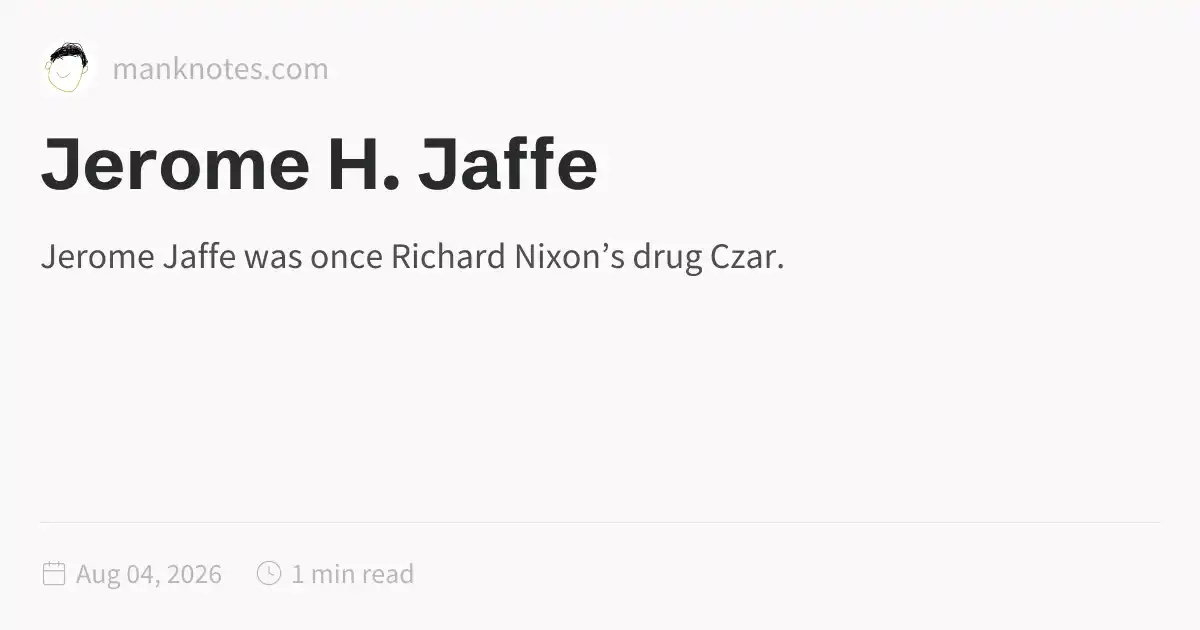 manknotes.com
Jerome H. Jaffe
Jerome Jaffe was once Richard Nixon’s drug Czar.
Aug 04, 2026 1 min read